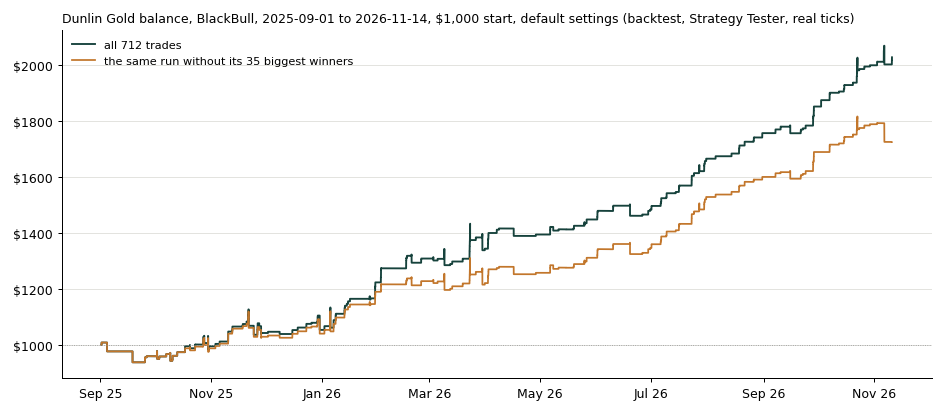 Dunlin Gold balance, BlackBull, 2025-09-01 to 2026-11-14, $1,000 start, default settings (backtest, Strategy Tester, real ticks)
all 712 trades
the same run without its 35 biggest winners
$2000
$1800
$1600
$1400
$1200
$1000
Sep 25
Nov 25
Jan 26
Mar 26
May 26
Jul 26
Sep 26
Nov 26